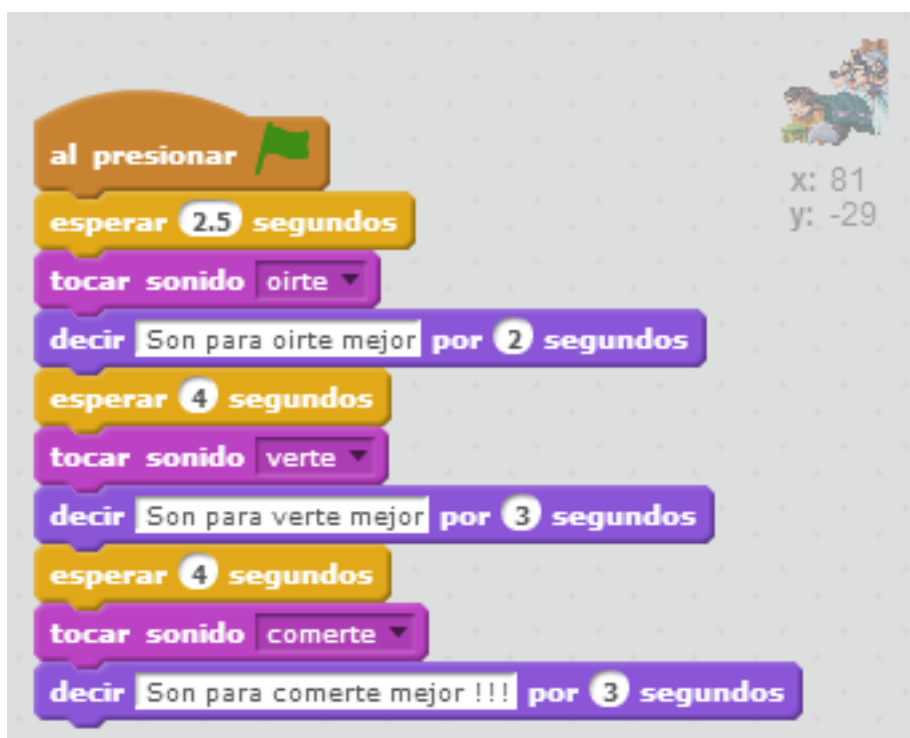 al presionar
x: 81
y: -29
esperar 2.5 segundos
tocar sonido oirte
decir Son para oirte mejor por 2 segundos
esperar 4 segundos
tocar sonido verte
decir Son para verte mejor por 3 segundos
esperar 4 segundos
tocar sonido comerte
decir Son para comerte mejor !!! por 3 segundos